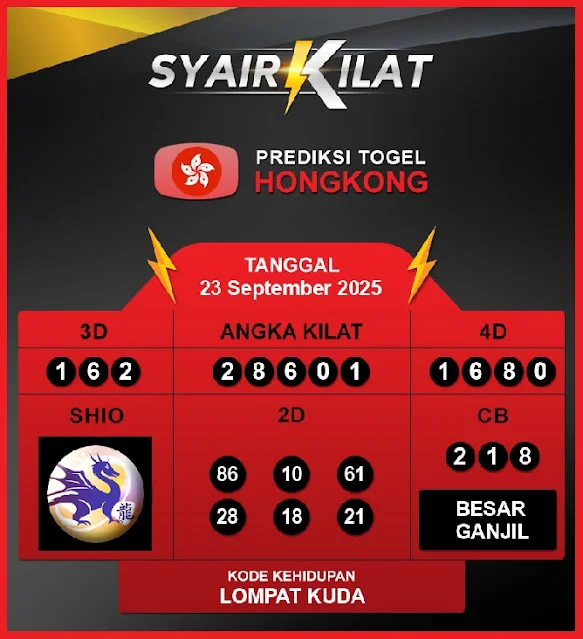 SYAIR KILAT
PREDIKSI TOGEL
HONGKONG
TANGGAL
23 September 2025
3D
ANGKA KILAT
4D
1 6 2
2 8 6 0 1
1 6 8 0
SHIO
2D
CB
龍
86 10 61
28 18 21
2 1 8
BESAR
GANJIL
KODE KEHIDUPAN
LOMPAT KUDA